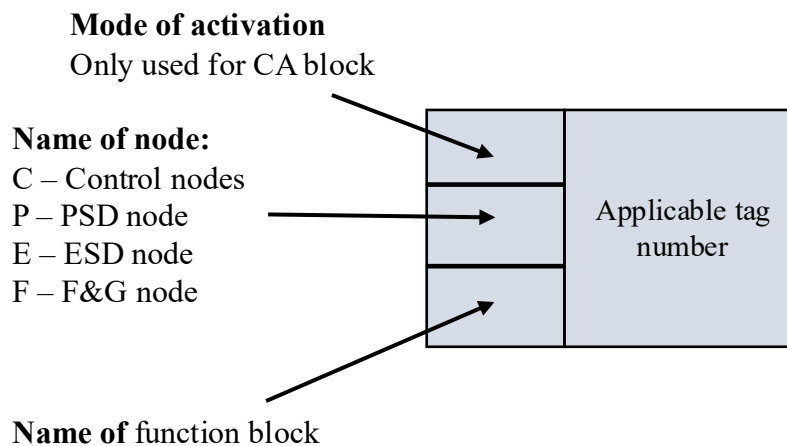 Mode of activation
Only used for CA block
Name of node:
C – Control nodes
P – PSD node
E – ESD node
F – F&G node
Applicable tag
number
Name of function block